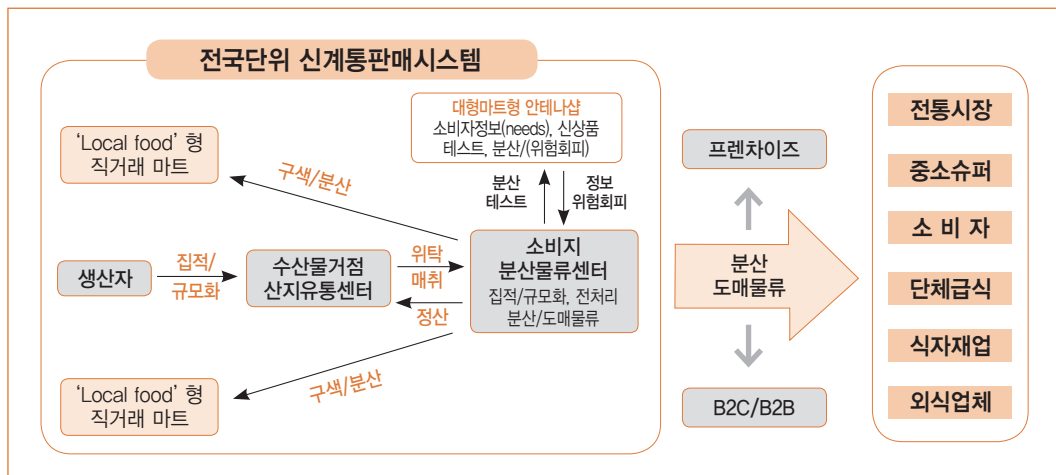 전국단위 신계통판매시스템
'Local food' 형
직거래 마트
대형마트형 안테나샵
소비자정보(needs), 신상품
테스트, 분산/(위험회피)
구색/분산
분산
테스트
정보
위험회피
생산자
집적/
규모화
수산물거점
산지유통센터
위탁
매취
정산
소비지
분산물류센터
집적/규모화, 전처리
분산/도매물류
구색/분산
'Local food' 형
직거래 마트
프렌차이즈
분산
도매물류
B2C/B2B
전통시장
중소슈퍼
소 비 자
단체급식
식자재업
외식업체